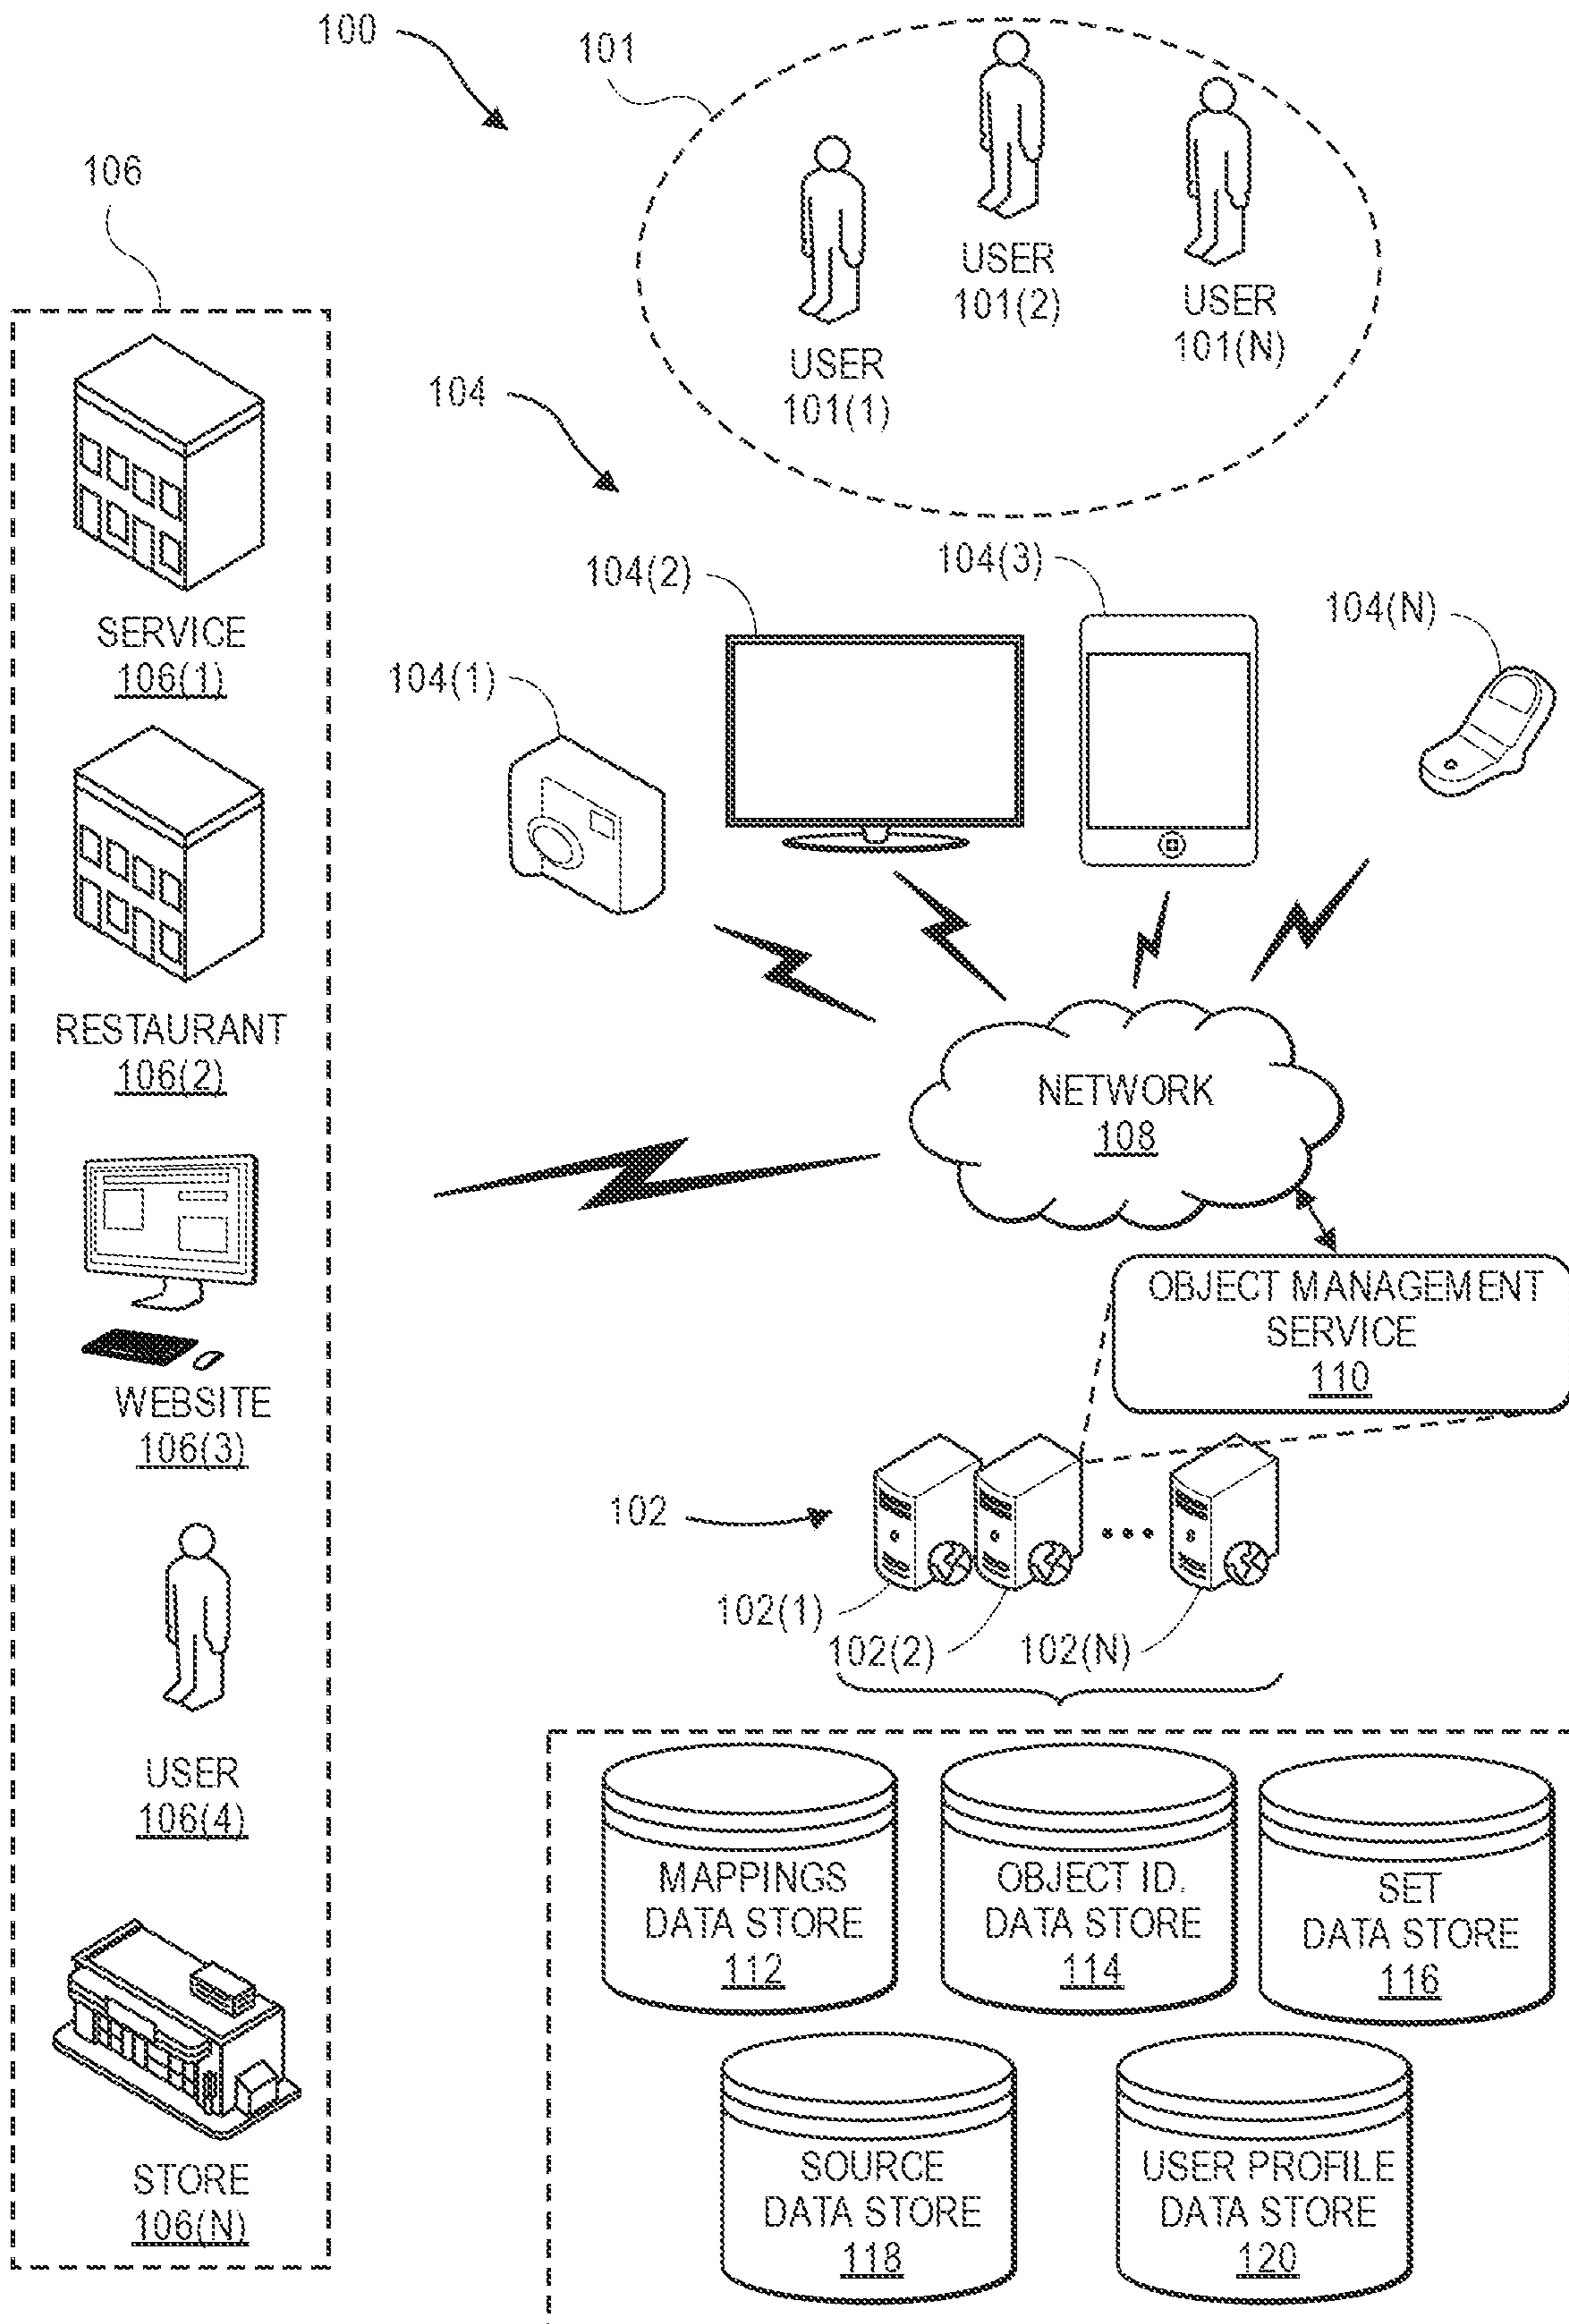 100
101
106
USER
101(2)
USER
101(N)
USER
101(1)
104
104(2)
104(3)
104(N)
104(1)
SERVICE
106(1)
RESTAURANT
106(2)
WEBSITE
106(3)
USER
106(4)
STORE
106(N)
NETWORK
108
OBJECT MANAGEMENT
SERVICE
110
102
102(1)
102(2)
102(N)
MAPPINGS
DATA STORE
112
OBJECT ID.
DATA STORE
114
SET
DATA STORE
116
SOURCE
DATA STORE
118
USER PROFILE
DATA STORE
120